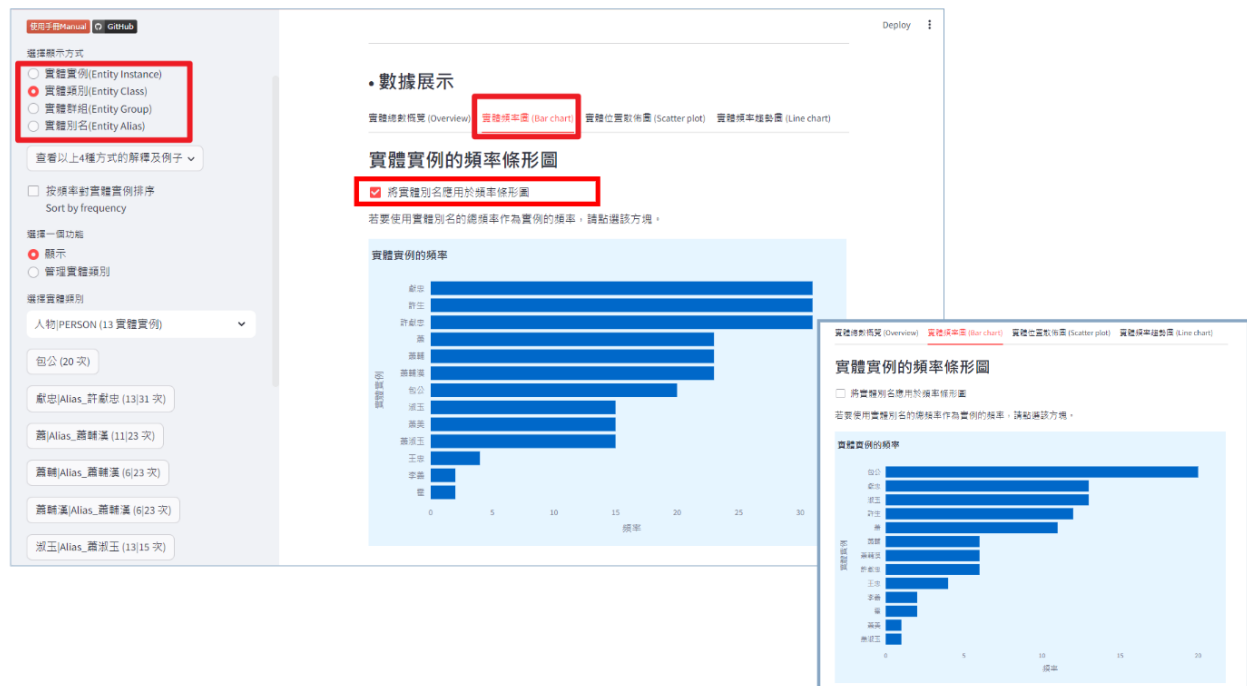 使用手冊Manual GitHub
選擇顯示方式
實體實例(Entity Instance)
實體類別(Entity Class)
實體群組(Entity Group)
實體別名(Entity Alias)
查看以上4種方式的解釋及例子
按頻率對實體實例排序
Sort by frequency
選擇一個功能
顯示
管理實體類別
選擇實體類別
人物|PERSON (13 實體實例)
包公 (20 次)
獻忠|Alias_許獻忠 (13|31 次)
蕭|Alias_蕭輔漢 (11|23 次)
蕭輔|Alias_蕭輔漢 (6|23 次)
蕭輔漢|Alias_蕭輔漢 (6|23 次)
淑玉|Alias_蕭淑玉 (13|15 次)
Deploy
• 數據展示
實體總數概覽 (Overview) 實體頻率圖 (Bar chart) 實體位置散佈圖 (Scatter plot) 實體頻率趨勢圖 (Line chart)
實體實例的頻率條形圖
將實體別名應用於頻率條形圖
若要使用實體別名的總頻率作為實例的頻率，請點選該方塊。
實體實例的頻率
實體實例
獻忠
許生
許獻忠
蕭
蕭輔
蕭輔漢
包公
淑玉
蕭美
蕭淑玉
王忠
李善
0 5 10 15 20 25 30
頻率
實體總數概覽 (Overview) 實體頻率圖 (Bar chart) 實體位置散佈圖 (Scatter plot) 實體頻率趨勢圖 (Line chart)
實體實例的頻率條形圖
將實體別名應用於頻率條形圖
若要使用實體別名的總頻率作為實例的頻率，請點選該方塊。
實體實例的頻率
實體實例
包公
獻忠
淑玉
許生
蕭
蕭輔
蕭輔漢
許獻忠
王忠
李善
蕭美
蕭淑玉
0 5 10 15 20
頻率